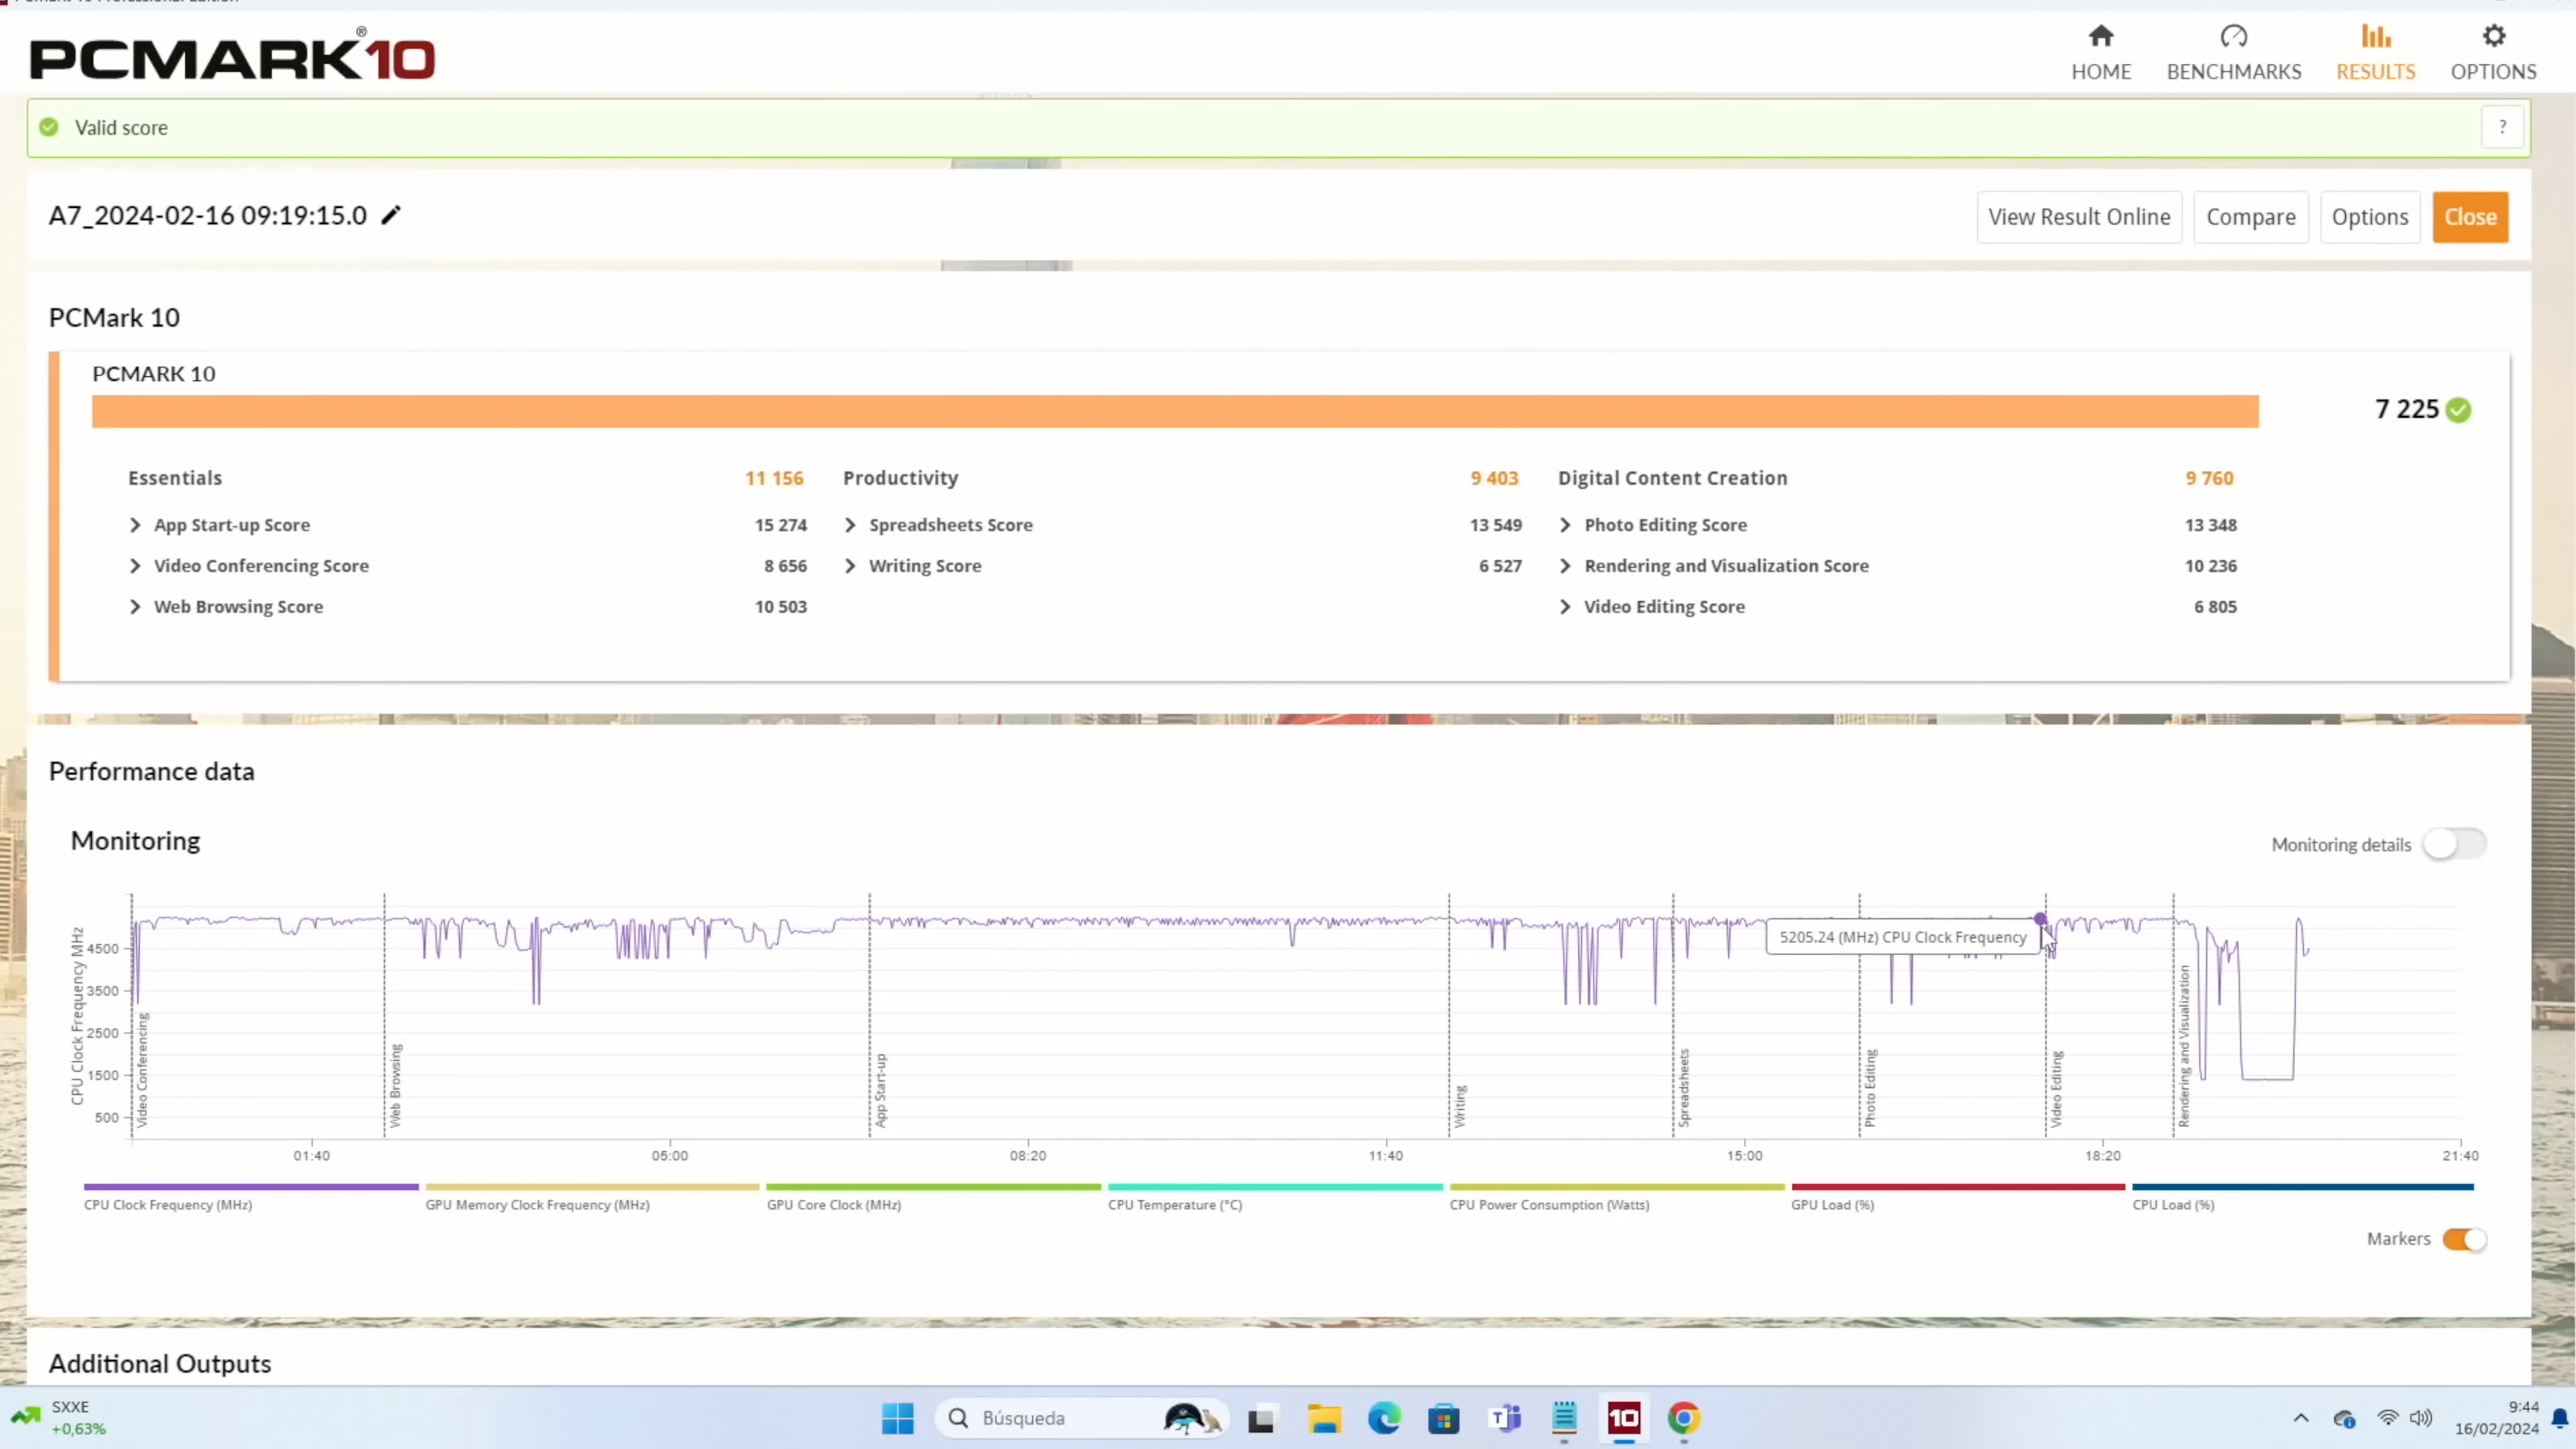 PCMARK®10
HOME BENCHMARKS RESULTS OPTIONS
Valid score ?
A7_2024-02-16 09:19:15.0
View Result Online Compare Options Close
PCMark 10
PCMARK 10
7 225
Essentials 11 156 Productivity 9 403 Digital Content Creation 9 760
App Start-up Score 15 274 Spreadsheets Score 13 549 Photo Editing Score 13 348
Video Conferencing Score 8 656 Writing Score 6 527 Rendering and Visualization Score 10 236
Web Browsing Score 10 503 Video Editing Score 6 805
Performance data
Monitoring
Monitoring details
CPU Clock Frequency MHz
4500
3500
2500
1500
500
5205.24 (MHz) CPU Clock Frequency
Video Conferencing
Web Browsing
App Start-up
Writing
Spreadsheets
Photo Editing
Video Editing
Rendering and Visualization
01:40 05:00 08:20 11:40 15:00 18:20 21:40
CPU Clock Frequency (MHz) GPU Memory Clock Frequency (MHz) GPU Core Clock (MHz) CPU Temperature (°C) CPU Power Consumption (Watts) GPU Load (%) CPU Load (%)
Markers
Additional Outputs
SXXE
+0,63%
Búsqueda
10
9:44
16/02/2024